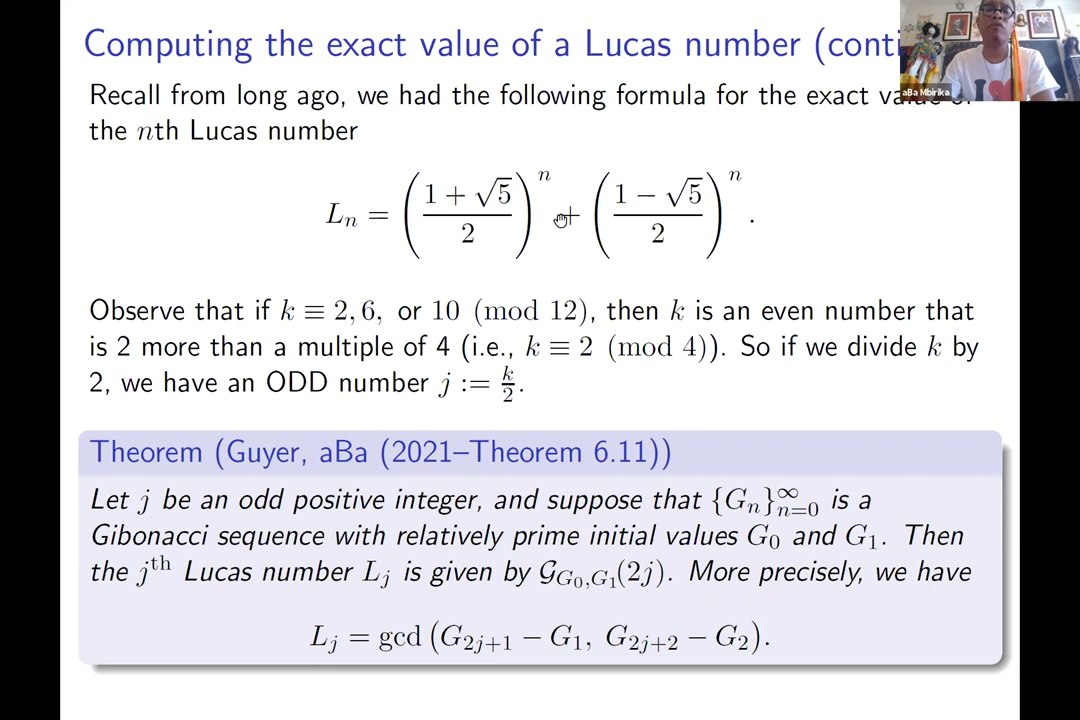 Computing the exact value of a Lucas number (conti
aBa Mbirika
Recall from long ago, we had the following formula for the exact value of
the nth Lucas number
L_n = ((1 + √5)/2)^n + ((1 − √5)/2)^n.
Observe that if k ≡ 2, 6, or 10 (mod 12), then k is an even number that
is 2 more than a multiple of 4 (i.e., k ≡ 2 (mod 4)). So if we divide k by
2, we have an ODD number j := k/2.
Theorem (Guyer, aBa (2021–Theorem 6.11))
Let j be an odd positive integer, and suppose that {G_n}_{n=0}^∞ is a
Gibonacci sequence with relatively prime initial values G_0 and G_1. Then
the j^th Lucas number L_j is given by 𝒢_{G_0,G_1}(2j). More precisely, we have
L_j = gcd (G_{2j+1} − G_1, G_{2j+2} − G_2).